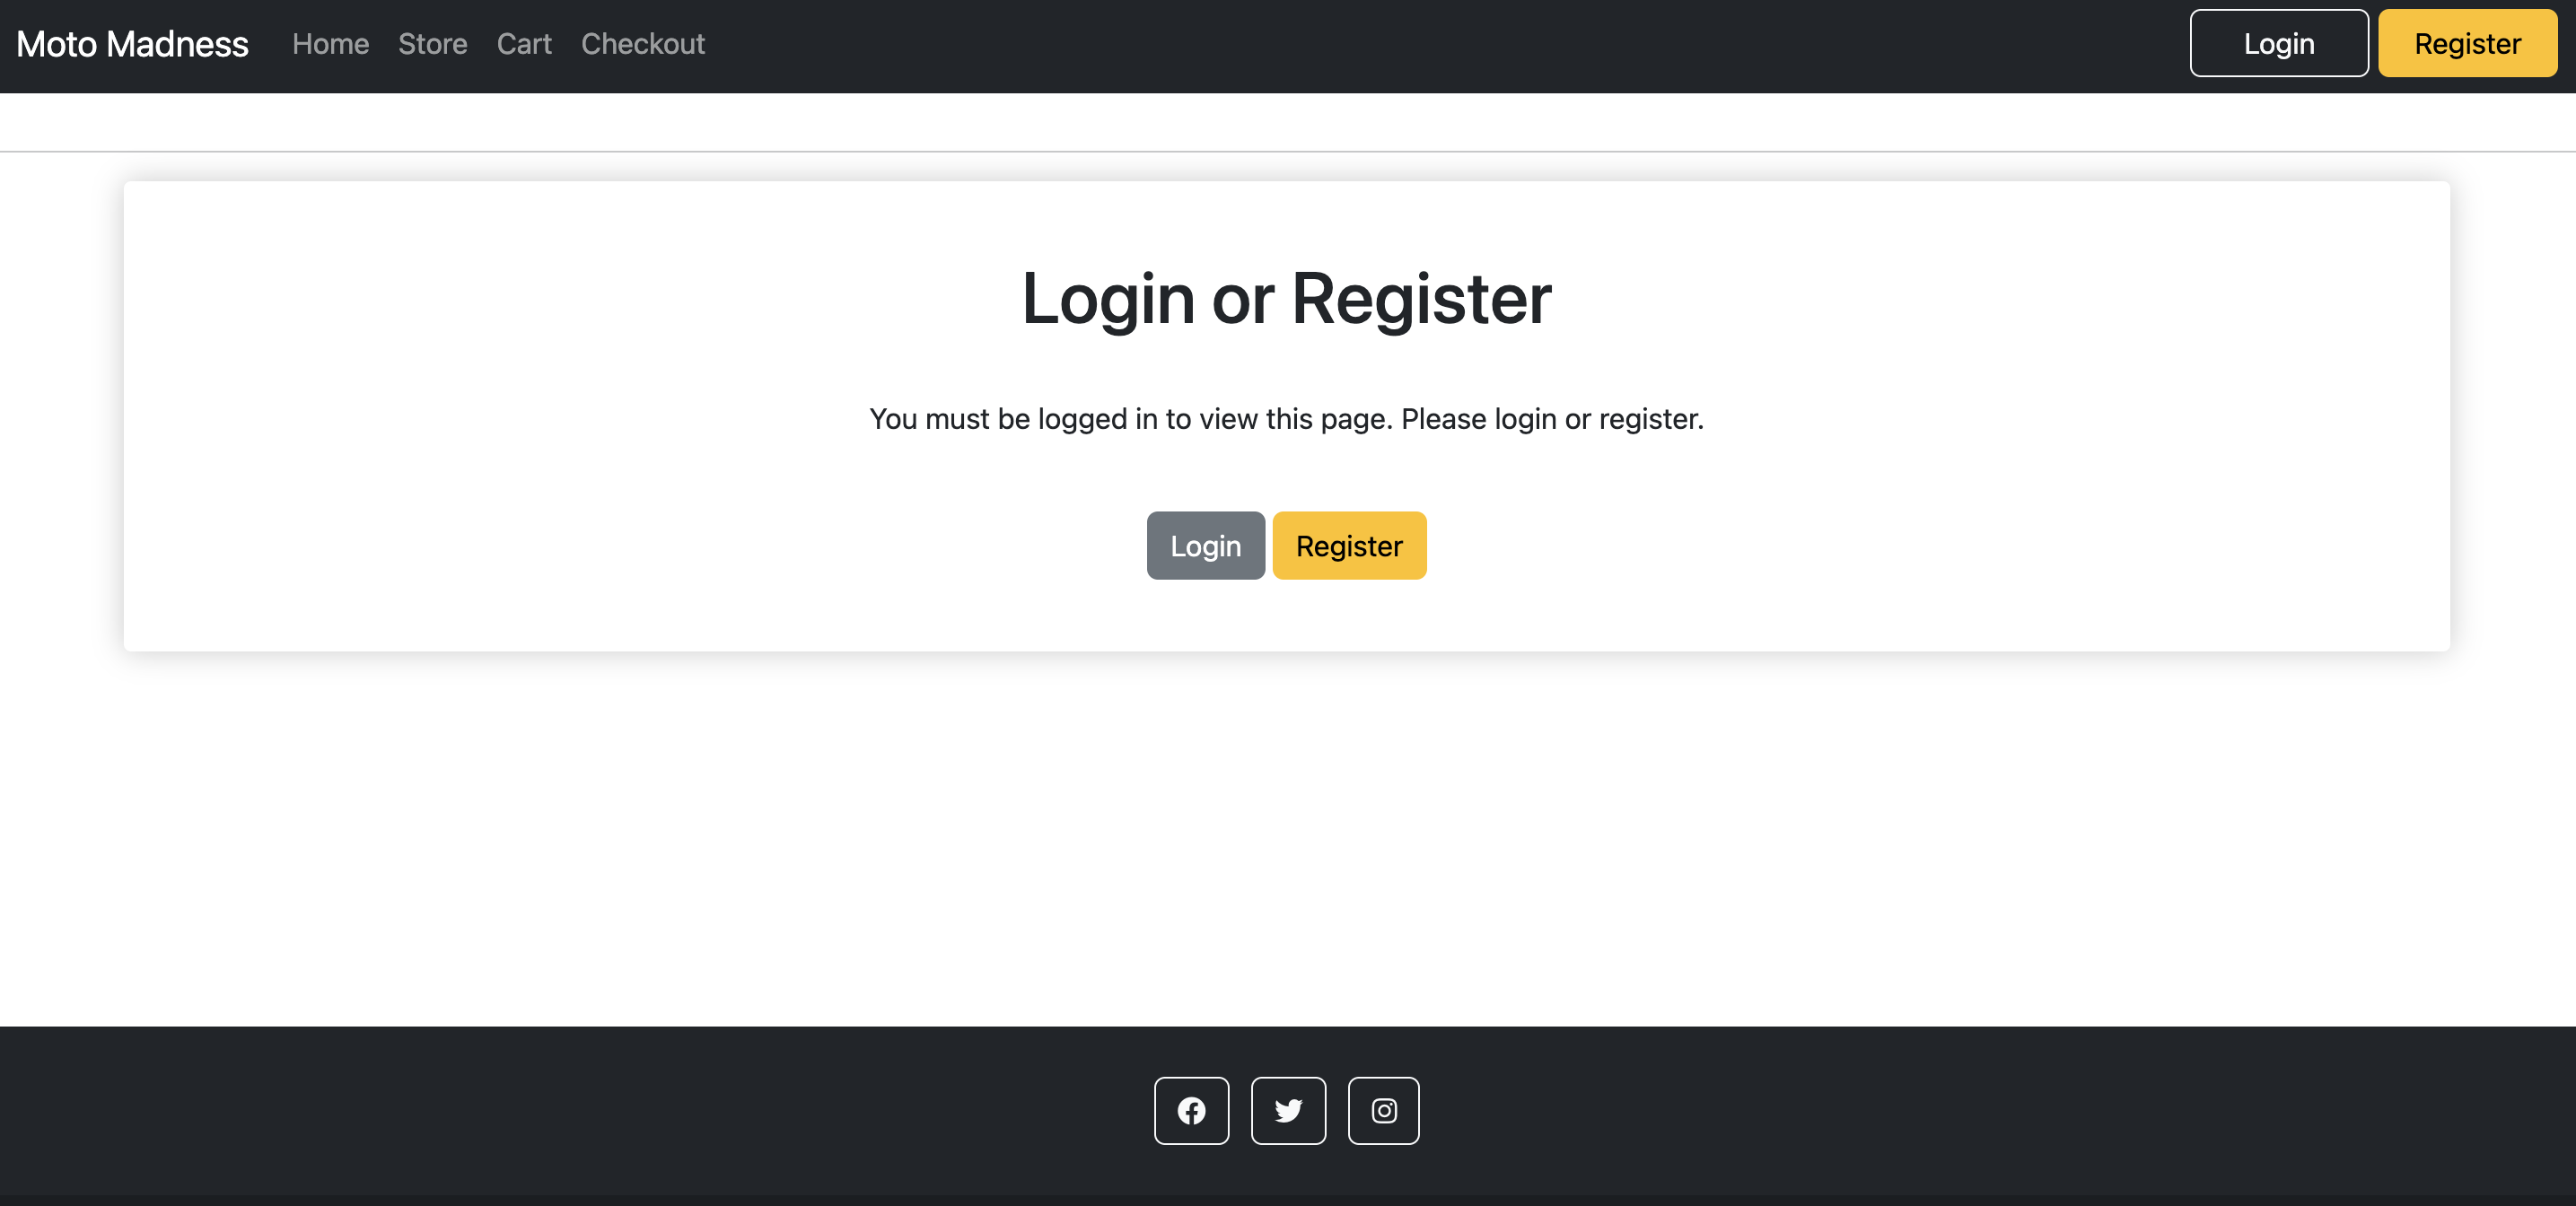 Moto Madness Home Store Cart Checkout Login Register
Login or Register
You must be logged in to view this page. Please login or register.
Login Register